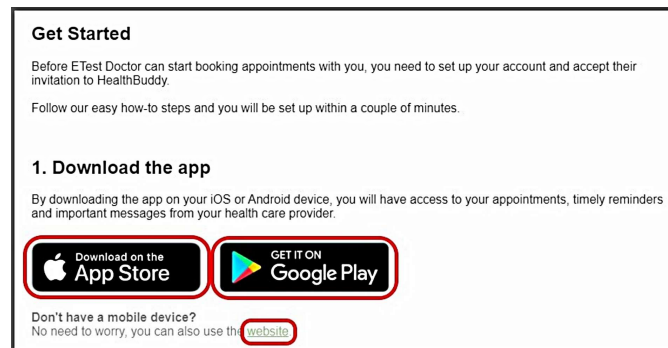 Get Started
Before ETest Doctor can start booking appointments with you, you need to set up your account and accept their
invitation to HealthBuddy.
Follow our easy how-to steps and you will be set up within a couple of minutes.
1. Download the app
By downloading the app on your iOS or Android device, you will have access to your appointments, timely reminders
and important messages from your health care provider.
Download on the
App Store
GET IT ON
Google Play
Don't have a mobile device?
No need to worry, you can also use the website.